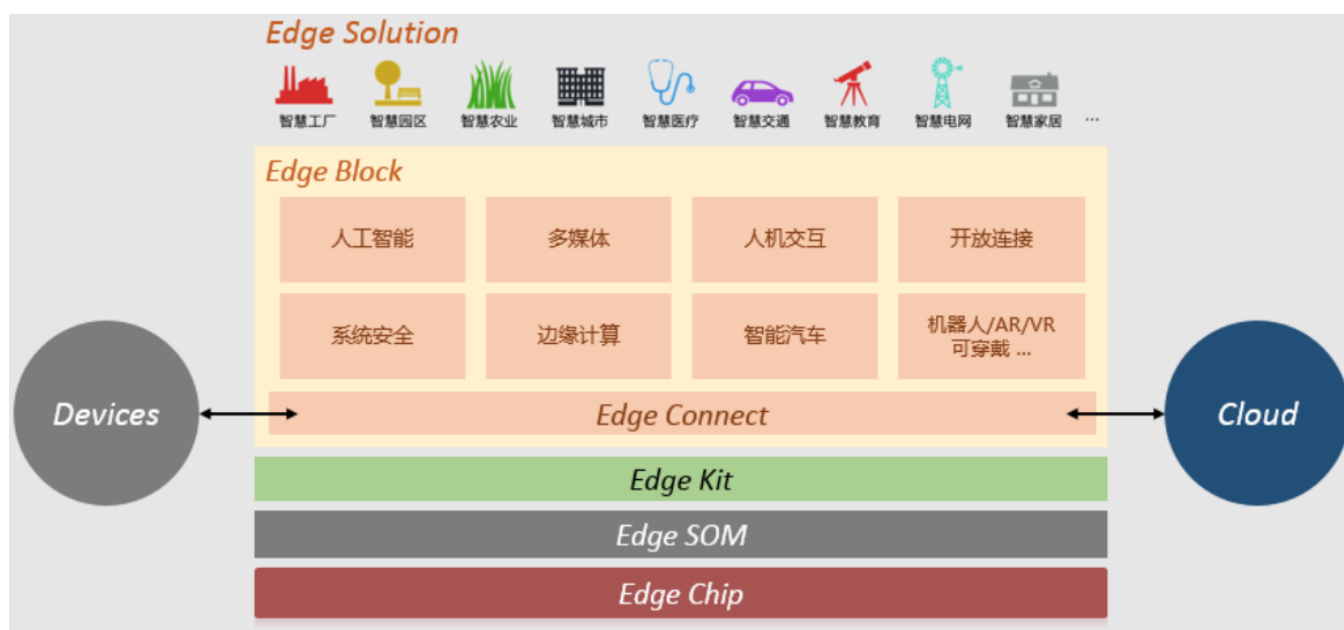 Edge Solution
智慧工厂 智慧园区 智慧农业 智慧城市 智慧医疗 智慧交通 智慧教育 智慧电网 智慧家居 ...
Edge Block
人工智能 多媒体 人机交互 开放连接
系统安全 边缘计算 智能汽车 机器人/AR/VR
可穿戴 ...
Devices Edge Connect Cloud
Edge Kit
Edge SOM
Edge Chip